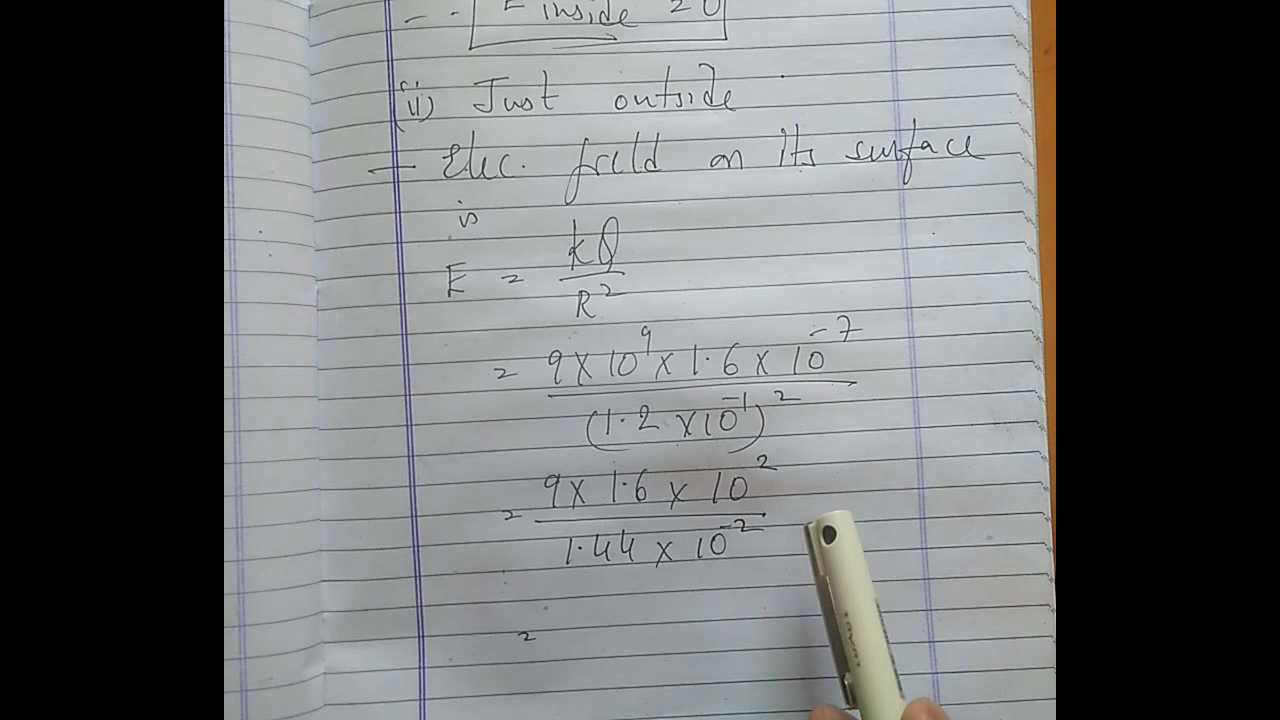 E inside = 0
(ii) Just outside
Elec. field on its surface
is
E = kQ
R²
= 9 × 10⁹ × 1.6 × 10⁻⁷
(1.2 × 10⁻¹)²
= 9 × 1.6 × 10²
1.44 × 10⁻²
=